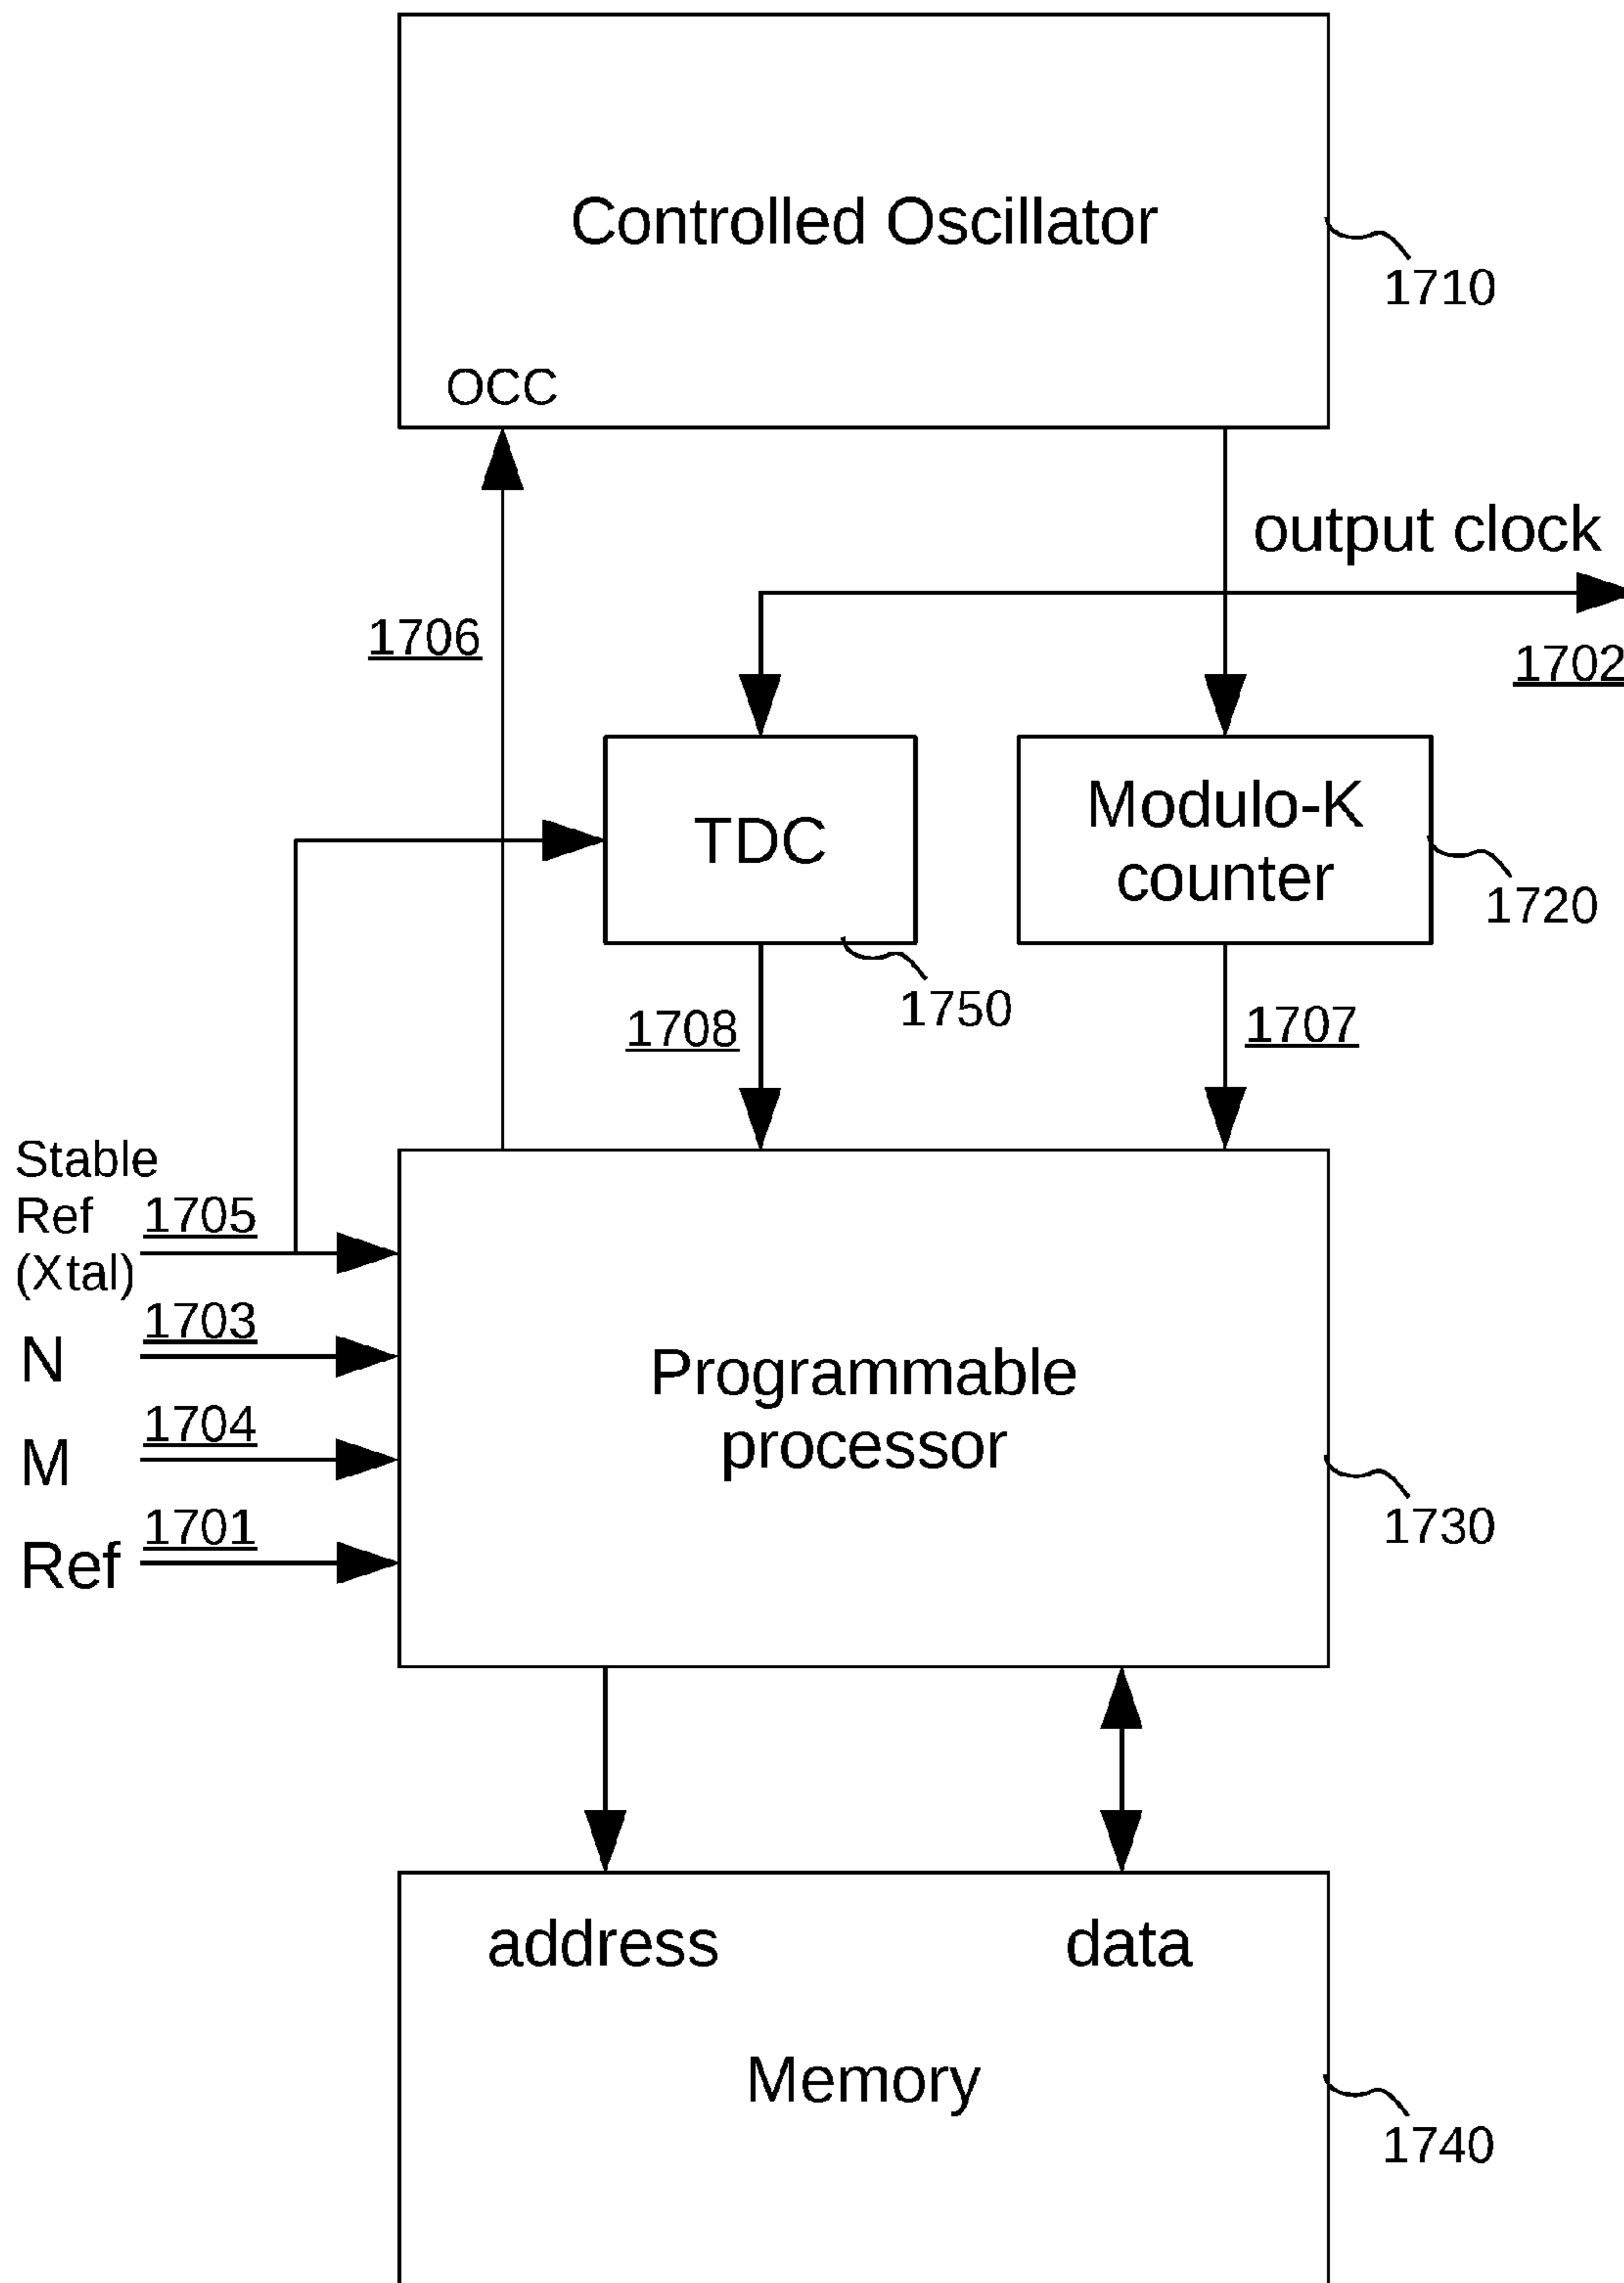 Controlled Oscillator
1710
OCC
output clock
1706
1702
TDC
Modulo-K
counter
1720
1750
1708
1707
Stable
Ref
(Xtal)
1705
N
1703
M
1704
Ref
1701
Programmable
processor
1730
address
data
Memory
1740